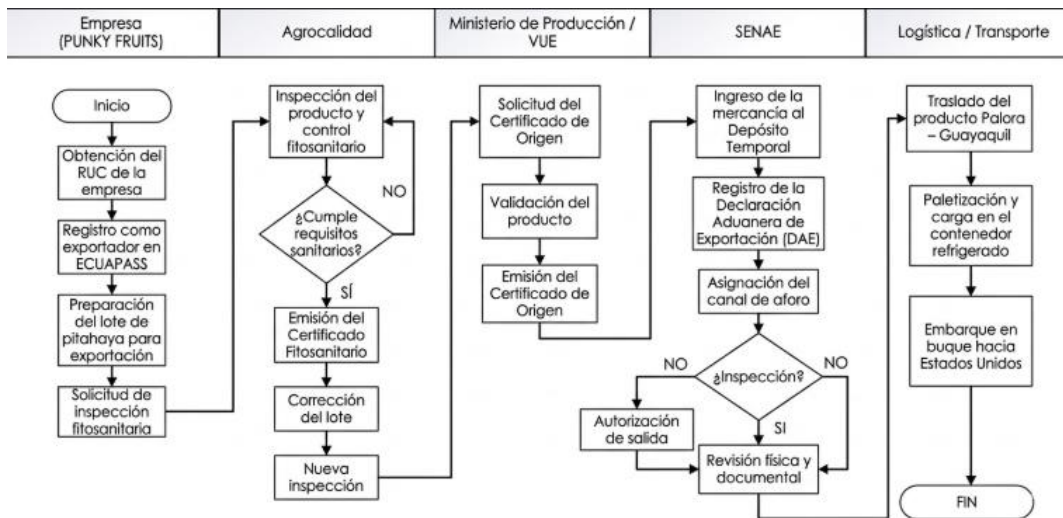 Empresa
(PUNKY FRUITS)
Agrocalidad
Ministerio de Producción /
VUE
SENAE
Logística / Transporte
Inicio
Obtención del
RUC de la
empresa
Registro como
exportador en
ECUAPASS
Preparación
del lote de
pitahaya para
exportación
Solicitud de
inspección
fitosanitaria
Inspección del
producto y
control
fitosanitario
NO
¿Cumple
requisitos
sanitarios?
SÍ
Emisión del
Certificado
Fitosanitario
Corrección
del lote
Nueva
inspección
Solicitud del
Certificado de
Origen
Validación del
producto
Emisión del
Certificado de
Origen
Ingreso de la
mercancía al
Depósito
Temporal
Registro de la
Declaración
Aduanera de
Exportación (DAE)
Asignación del
canal de aforo
NO
¿Inspección?
NO
Autorización
de salida
SI
Revisión física y
documental
Traslado del
producto Palora
– Guayaquil
Paletización y
carga en el
contenedor
refrigerado
Embarque en
buque hacia
Estados Unidos
FIN